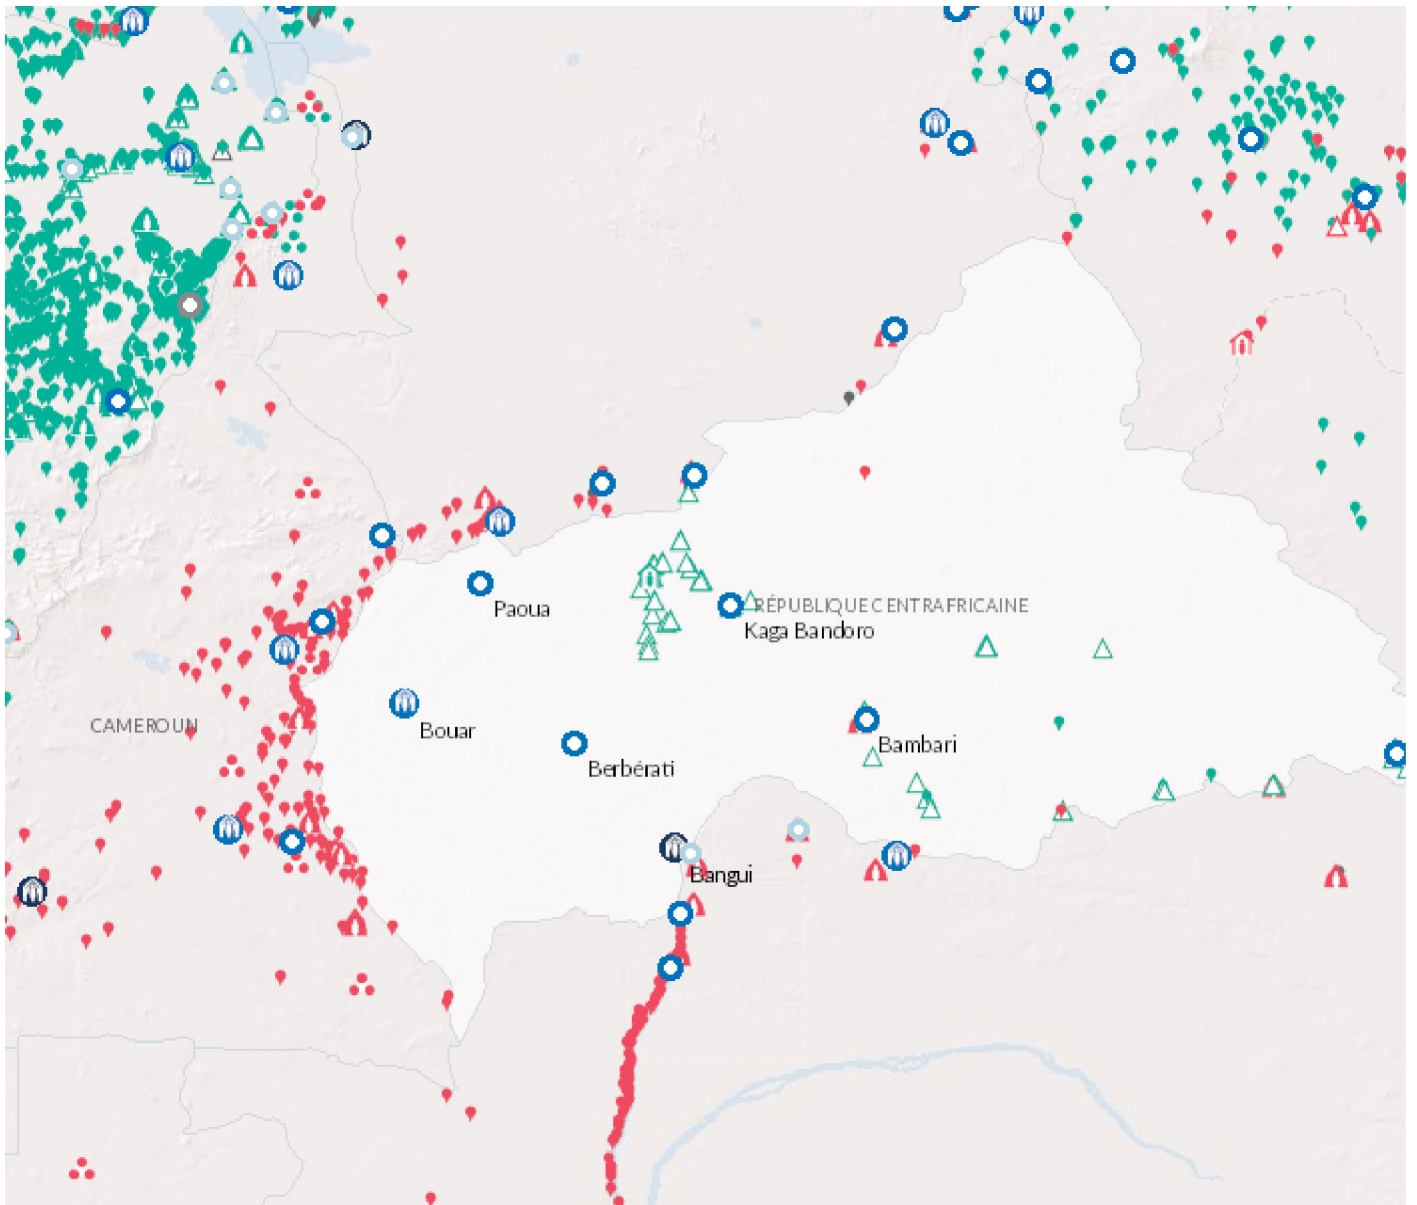 Paoua
RÉPUBLIQUE CENTRAFRICAINE
Kaga Bandoro
CAMEROUN
Bouar
Bambari
Berbérati
Bangui